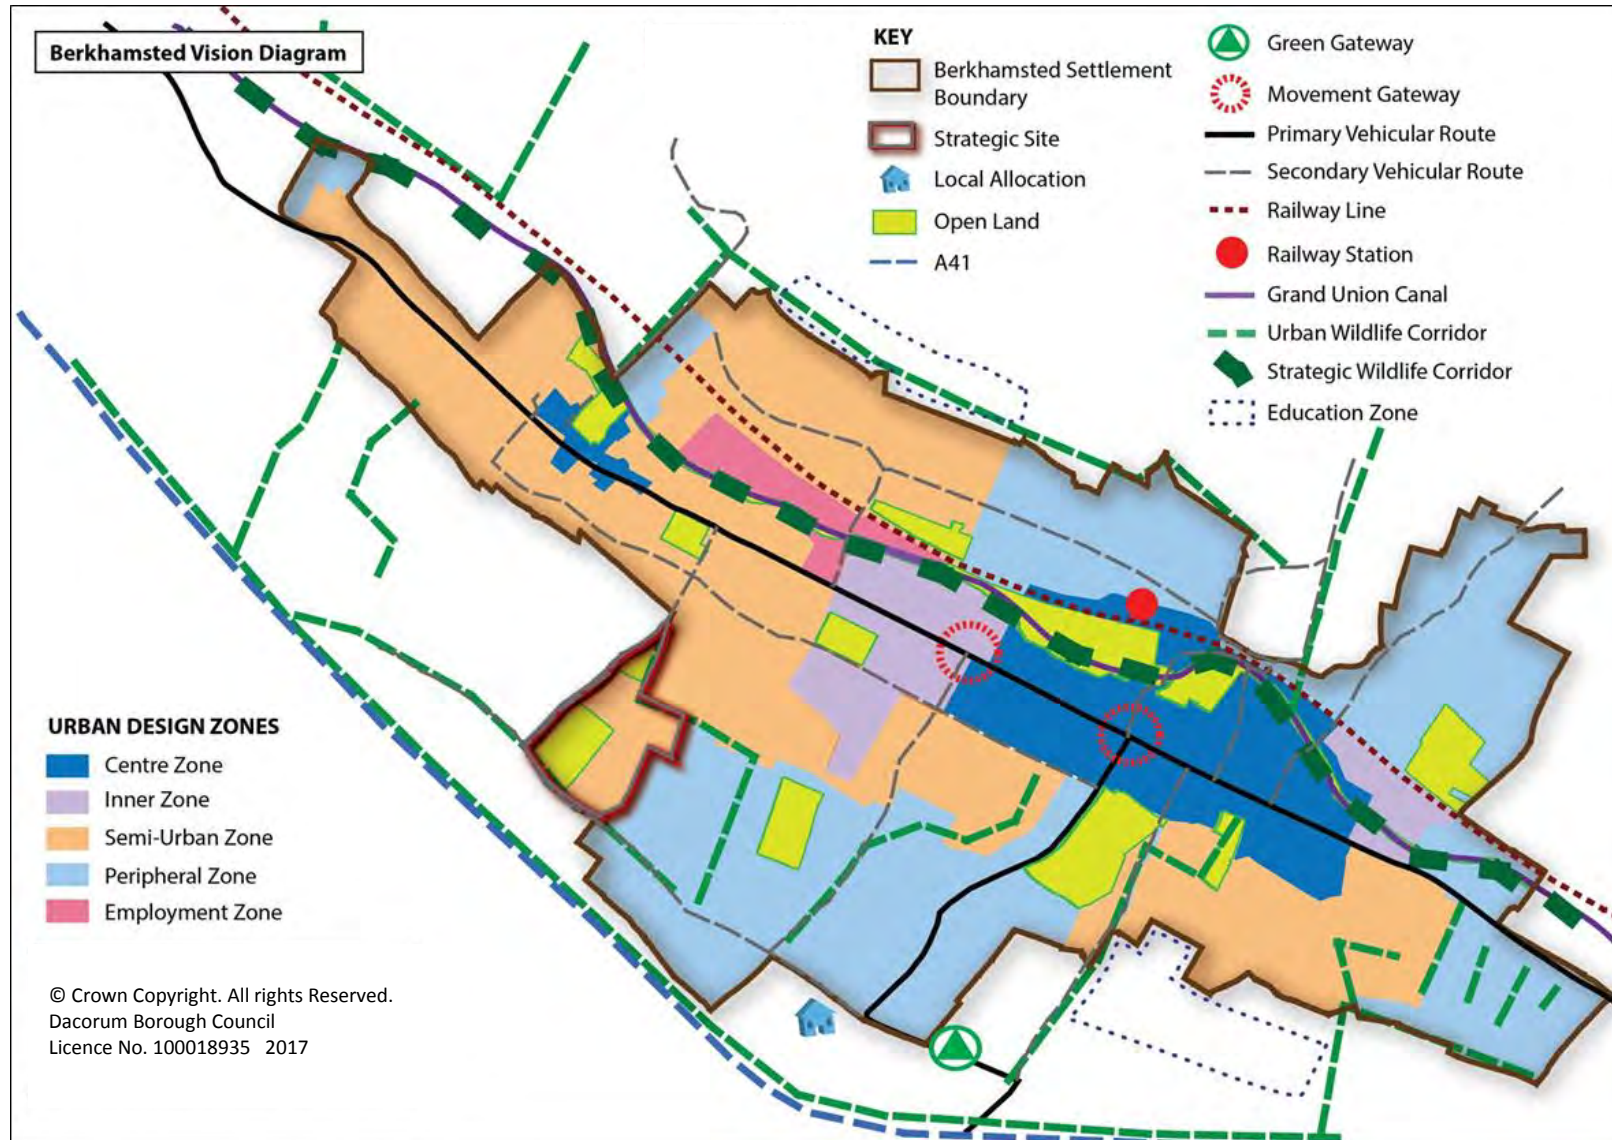 Berkhamsted Vision Diagram
KEY
Berkhamsted Settlement
Boundary
Strategic Site
Local Allocation
Open Land
A41
Green Gateway
Movement Gateway
Primary Vehicular Route
Secondary Vehicular Route
Railway Line
Railway Station
Grand Union Canal
Urban Wildlife Corridor
Strategic Wildlife Corridor
Education Zone
URBAN DESIGN ZONES
Centre Zone
Inner Zone
Semi-Urban Zone
Peripheral Zone
Employment Zone
© Crown Copyright. All rights Reserved.
Dacorum Borough Council
Licence No. 100018935 2017